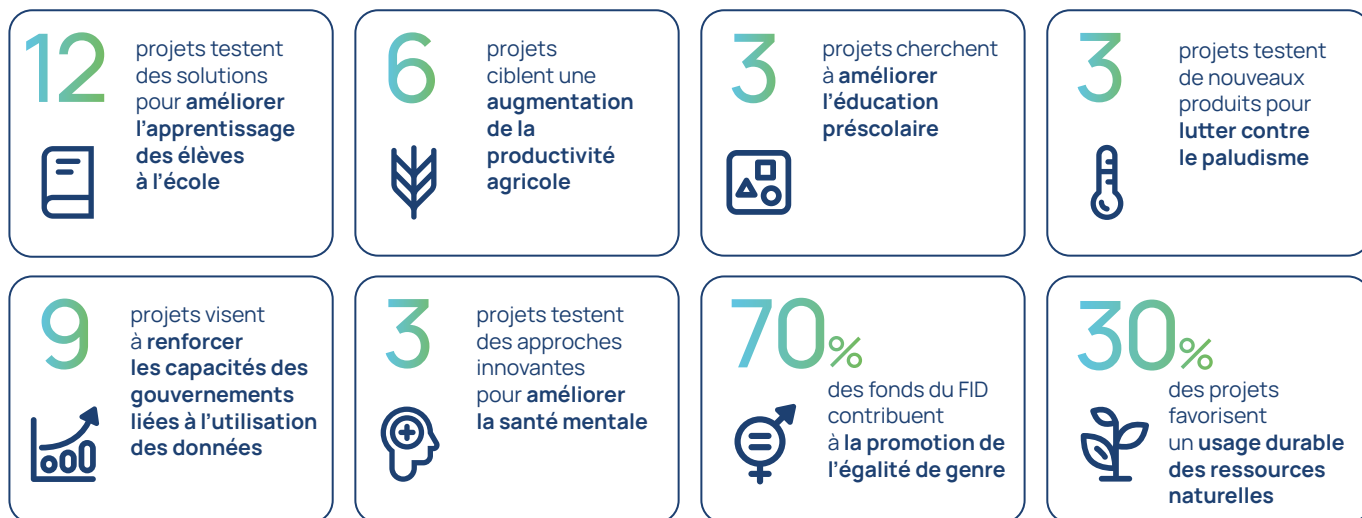 12
projets testent
des solutions
pour améliorer
l’apprentissage
des élèves
à l’école
6
projets
ciblent une
augmentation
de la
productivité
agricole
3
projets cherchent
à améliorer
l’éducation
préscolaire
3
projets testent
de nouveaux
produits pour
lutter contre
le paludisme
9
projets visent
à renforcer
les capacités des
gouvernements
liées à l’utilisation
des données
3
projets testent
des approches
innovantes
pour améliorer
la santé mentale
70%
des fonds du FID
contribuent
à la promotion de
l’égalité de genre
30%
des projets
favorisent
un usage durable
des ressources
naturelles